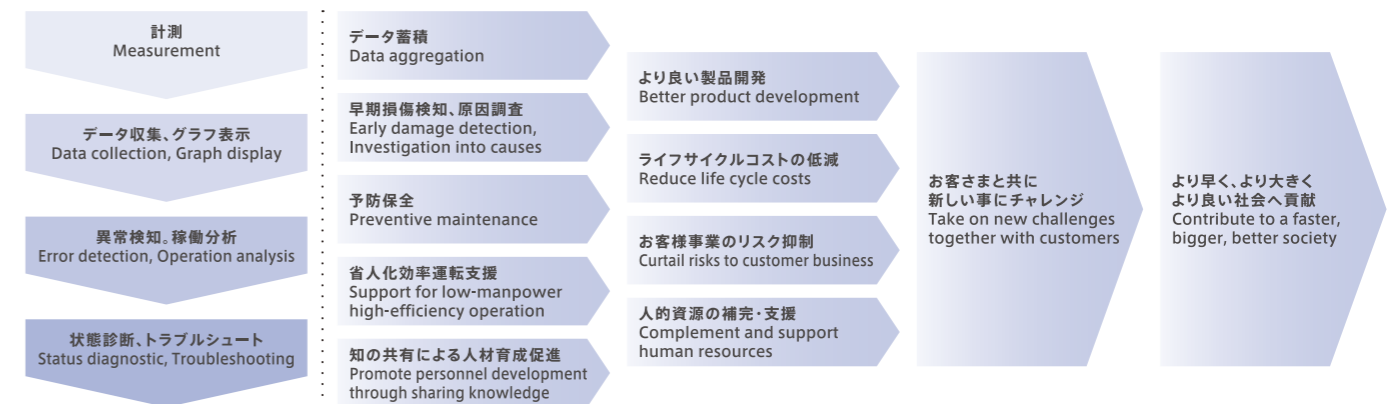 計測
Measurement
データ収集、グラフ表示
Data collection, Graph display
異常検知。稼働分析
Error detection, Operation analysis
状態診断、トラブルシュート
Status diagnostic, Troubleshooting
データ蓄積
Data aggregation
早期損傷検知、原因調査
Early damage detection,
Investigation into causes
予防保全
Preventive maintenance
省人化効率運転支援
Support for low-manpower
high-efficiency operation
知の共有による人材育成促進
Promote personnel development
through sharing knowledge
より良い製品開発
Better product development
ライフサイクルコストの低減
Reduce life cycle costs
お客様事業のリスク抑制
Curtail risks to customer business
人的資源の補完・支援
Complement and support
human resources
お客さまと共に
新しい事にチャレンジ
Take on new challenges
together with customers
より早く、より大きく
より良い社会へ貢献
Contribute to a faster,
bigger, better society